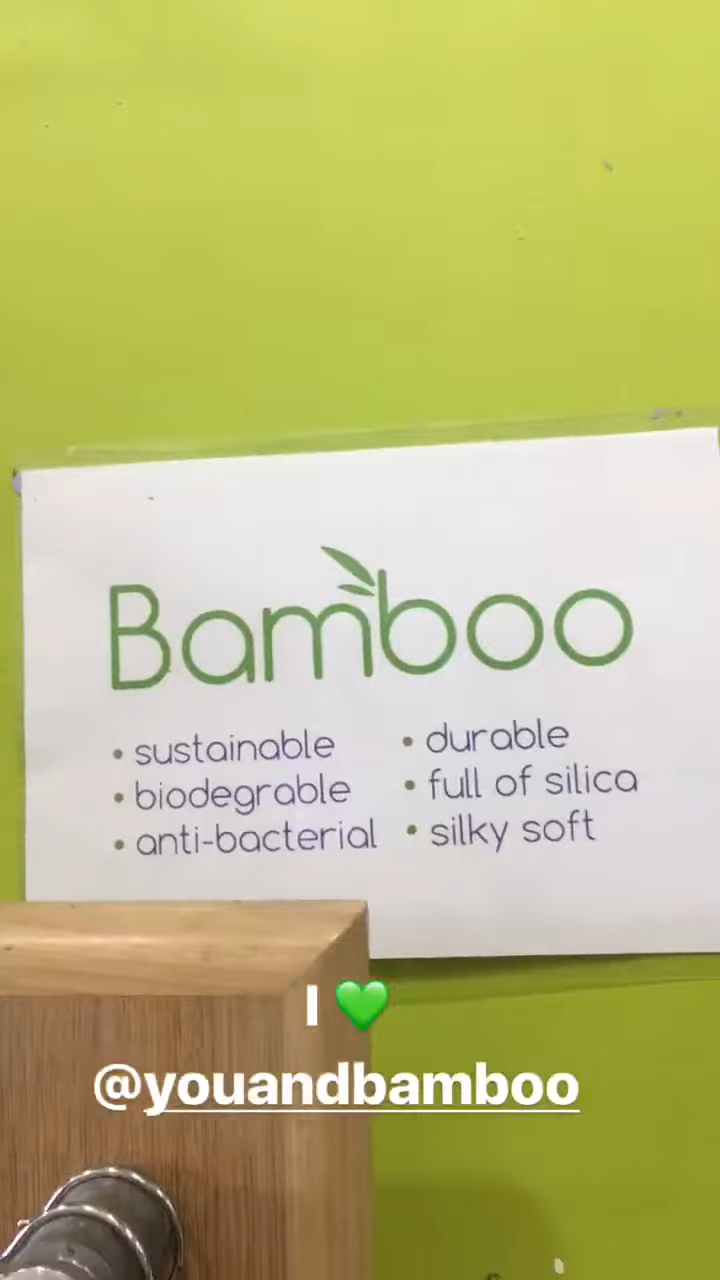 Bamboo
• sustainable
• biodegrable
• anti-bacterial
• durable
• full of silica
• silky soft
I 💚
@youandbamboo